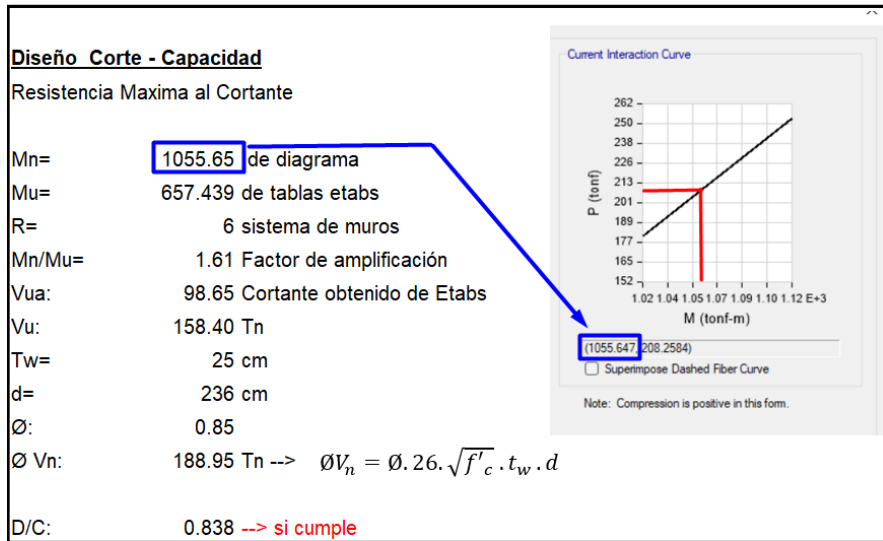 Diseño Corte - Capacidad
Resistencia Maxima al Cortante
Mn= 1055.65 de diagrama
Mu= 657.439 de tablas etabs
R= 6 sistema de muros
Mn/Mu= 1.61 Factor de amplificación
Vua: 98.65 Cortante obtenido de Etabs
Vu: 158.40 Tn
Tw= 25 cm
d= 236 cm
Ø: 0.85
Ø Vn: 188.95 Tn --> ØVn = Ø. 26. √f'c . tw . d
D/C: 0.838 --> si cumple
Current Interaction Curve
262
250
238
226
213
201
189
177
165
152
P (tonf)
1.02 1.04 1.05 1.07 1.09 1.10 1.12 E+3
M (tonf-m)
(1055.647, 208.2584)
Superimpose Dashed Fiber Curve
Note: Compression is positive in this form.